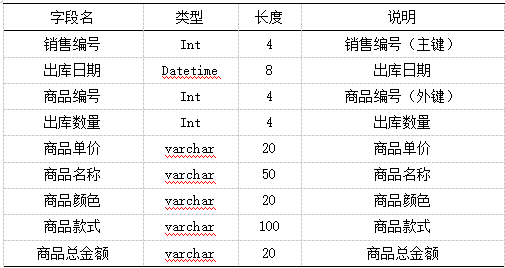 字段名 类型 长度 说明
销售编号 Int 4 销售编号（主键）
出库日期 Datetime 8 出库日期
商品编号 Int 4 商品编号（外键）
出库数量 Int 4 出库数量
商品单价 varchar 20 商品单价
商品名称 varchar 50 商品名称
商品颜色 varchar 20 商品颜色
商品款式 varchar 100 商品款式
商品总金额 varchar 20 商品总金额